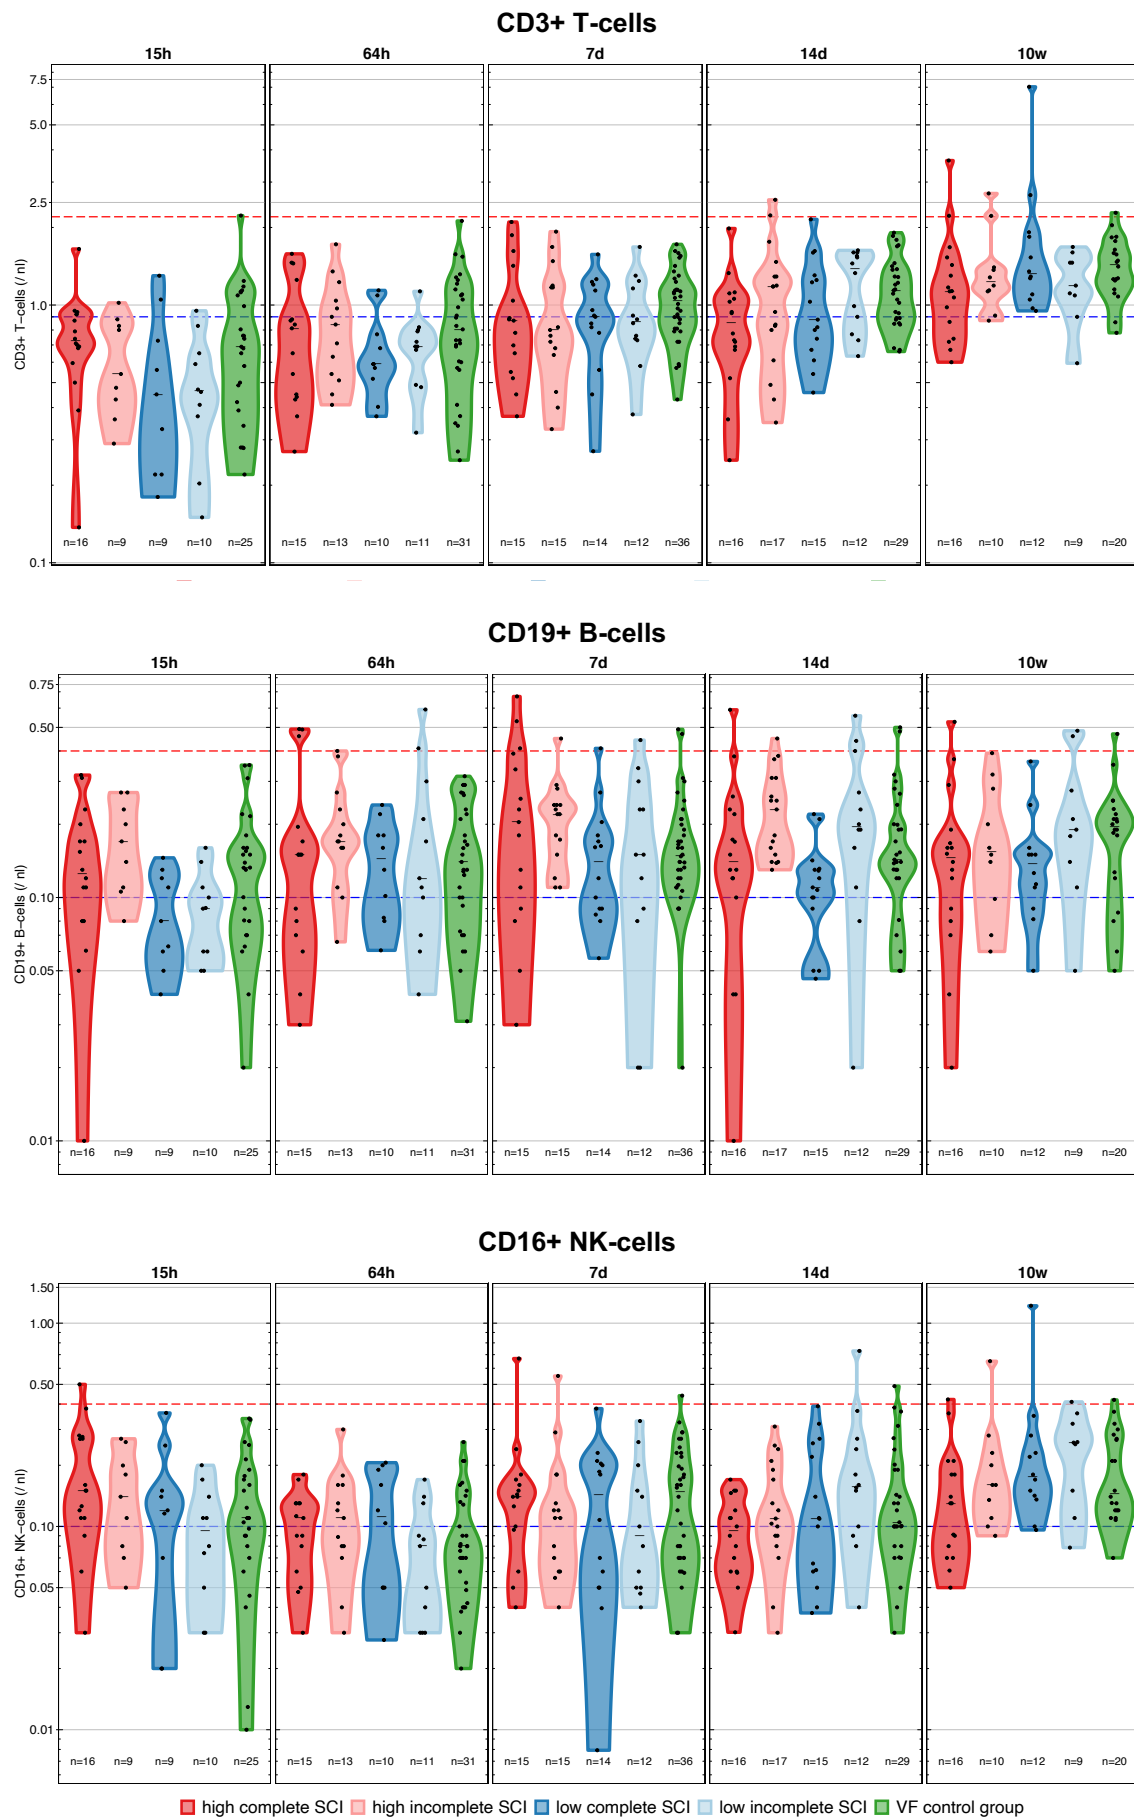 CD3+ T-cells
15h 64h 7d 14d 10w
7.5
5.0
2.5
1.0
0.1
CD3+ T−cells (/ nl)
n=16 n=9 n=9 n=10 n=25 n=15 n=13 n=10 n=11 n=31 n=15 n=15 n=14 n=12 n=36 n=16 n=17 n=15 n=12 n=29 n=16 n=10 n=12 n=9 n=20
CD19+ B-cells
15h 64h 7d 14d 10w
0.75
0.50
0.10
0.05
0.01
CD19+ B−cells (/ nl)
n=16 n=9 n=9 n=10 n=25 n=15 n=13 n=10 n=11 n=31 n=15 n=15 n=14 n=12 n=36 n=16 n=17 n=15 n=12 n=29 n=16 n=10 n=12 n=9 n=20
CD16+ NK-cells
15h 64h 7d 14d 10w
1.50
1.00
0.50
0.10
0.05
0.01
CD16+ NK−cells (/ nl)
n=16 n=9 n=9 n=10 n=25 n=15 n=13 n=10 n=11 n=31 n=15 n=15 n=14 n=12 n=36 n=16 n=17 n=15 n=12 n=29 n=16 n=10 n=12 n=9 n=20
high complete SCI high incomplete SCI low complete SCI low incomplete SCI VF control group